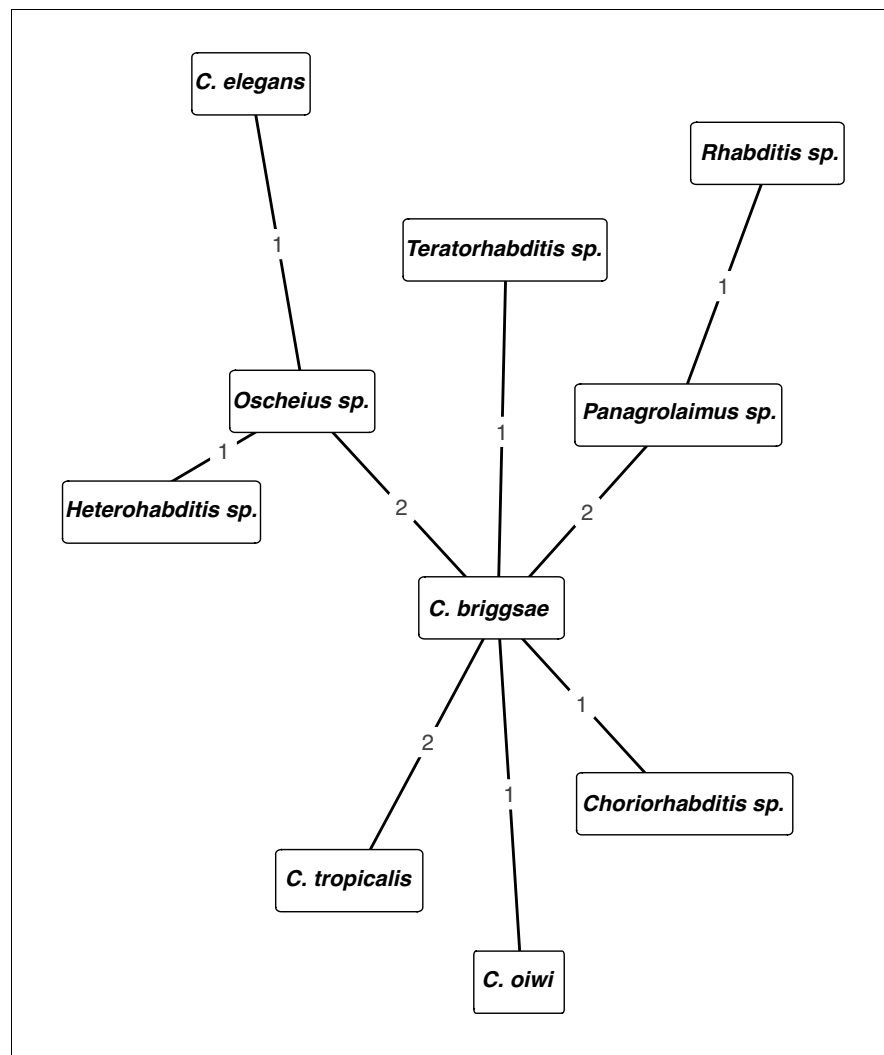 C. elegans
Rhabditis sp.
1
Teratorhabditis sp.
1
Oscheius sp.
Panagrolaimus sp.
1
1
Heterohabditis sp.
2
2
C. briggsae
1
2
1
Choriorhabditis sp.
C. tropicalis
C. oiwi